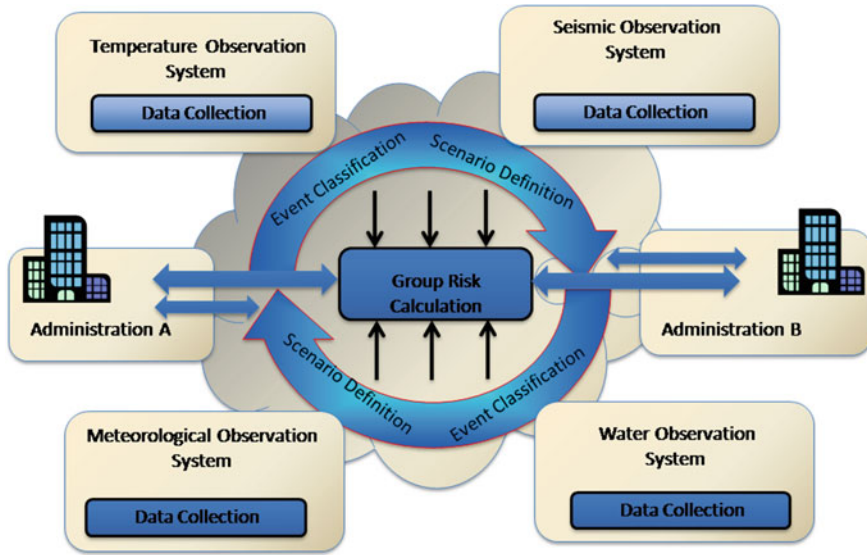 Temperature Observation
System
Data Collection
Seismic Observation
System
Data Collection
Event Classification
Scenario Definition
Group Risk
Calculation
Administration A
Administration B
Scenario Definition
Event Classification
Meteorological Observation
System
Data Collection
Water Observation
System
Data Collection